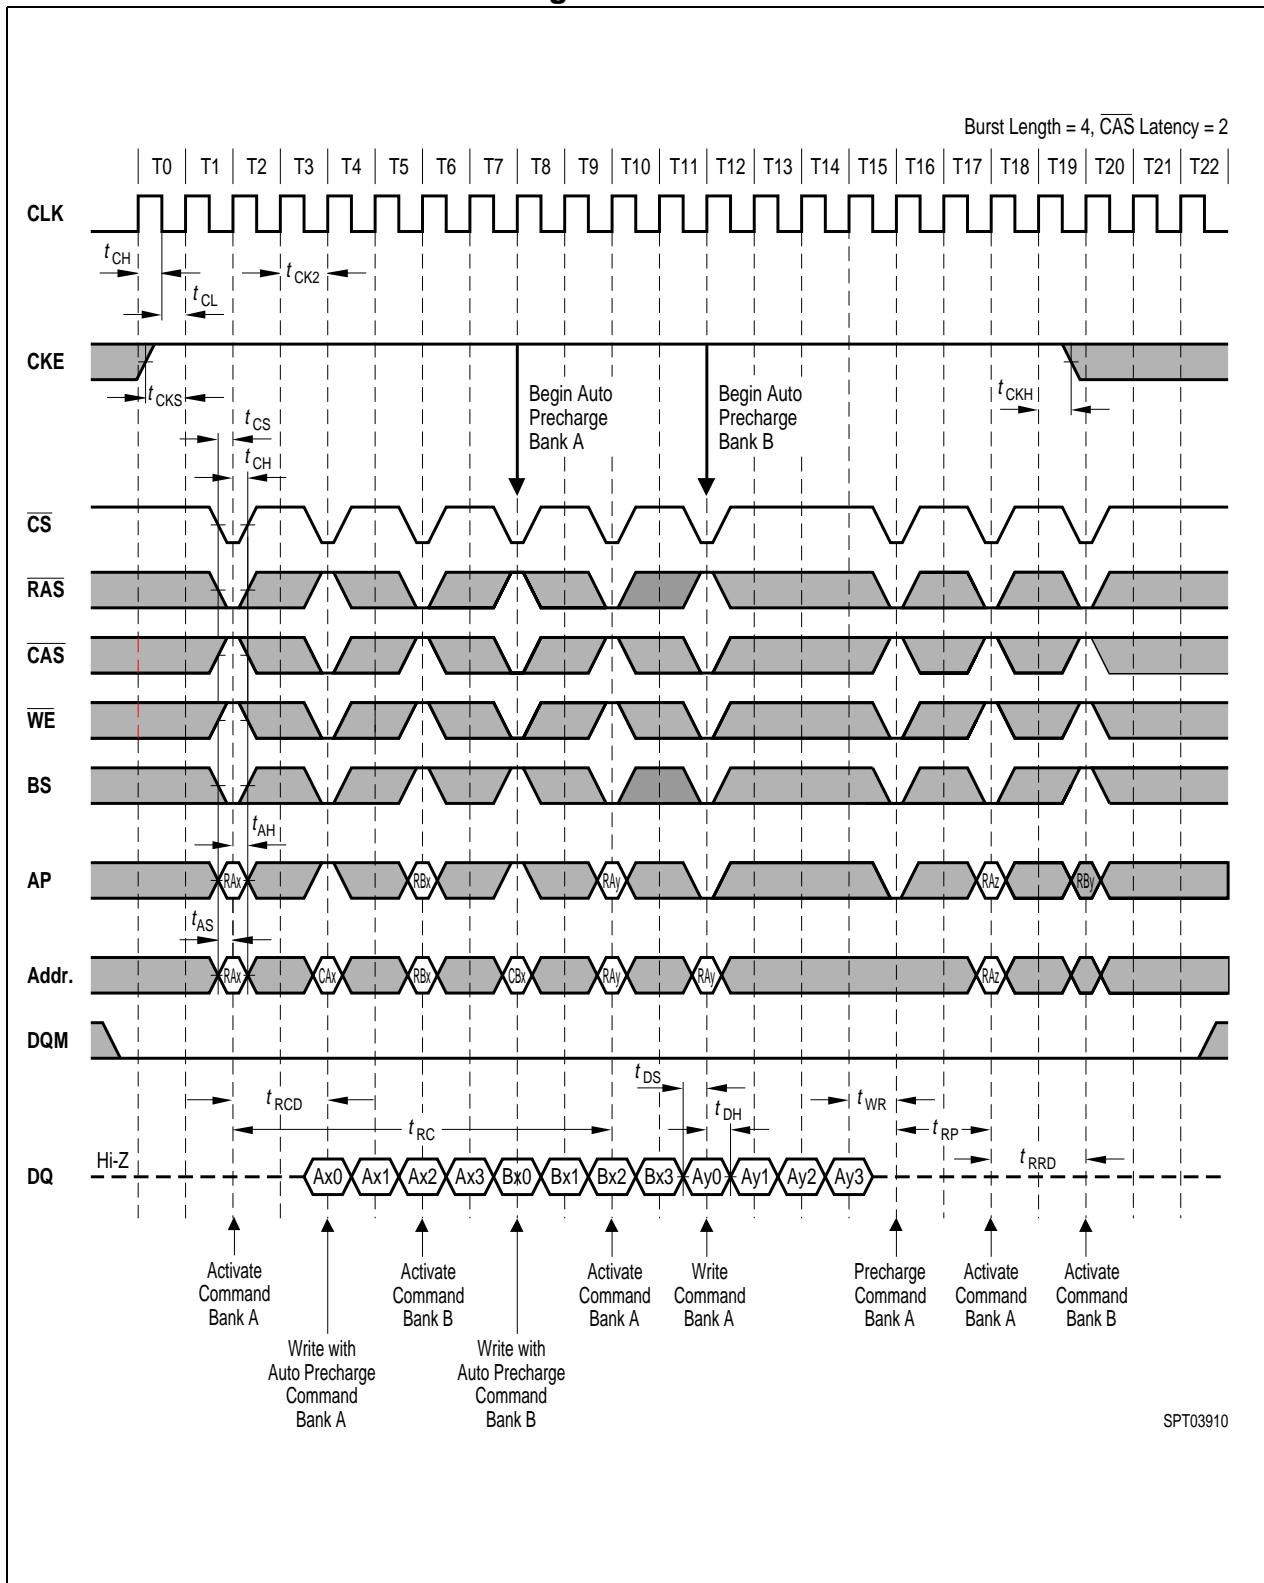 Burst Length = 4, CAS Latency = 2
T0 T1 T2 T3 T4 T5 T6 T7 T8 T9 T10 T11 T12 T13 T14 T15 T16 T17 T18 T19 T20 T21 T22
CLK
tCH
tCK2
tCL
CKE
tCKS
tCS
tCH
Begin Auto
Precharge
Bank A
Begin Auto
Precharge
Bank B
tCKH
CS
RAS
CAS
WE
BS
tAH
AP
RAx RBx RAy RAz RBy
tAS
Addr.
RAx CAx RBx CBx RAy RAy RAz
DQM
tRCD
tRC
tDS
tDH
tWR
tRP
tRRD
DQ
Hi-Z
Ax0 Ax1 Ax2 Ax3 Bx0 Bx1 Bx2 Bx3 Ay0 Ay1 Ay2 Ay3
Activate
Command
Bank A
Write with
Auto Precharge
Command
Bank A
Activate
Command
Bank B
Write with
Auto Precharge
Command
Bank B
Activate
Command
Bank A
Write
Command
Bank A
Precharge
Command
Bank A
Activate
Command
Bank A
Activate
Command
Bank B
SPT03910